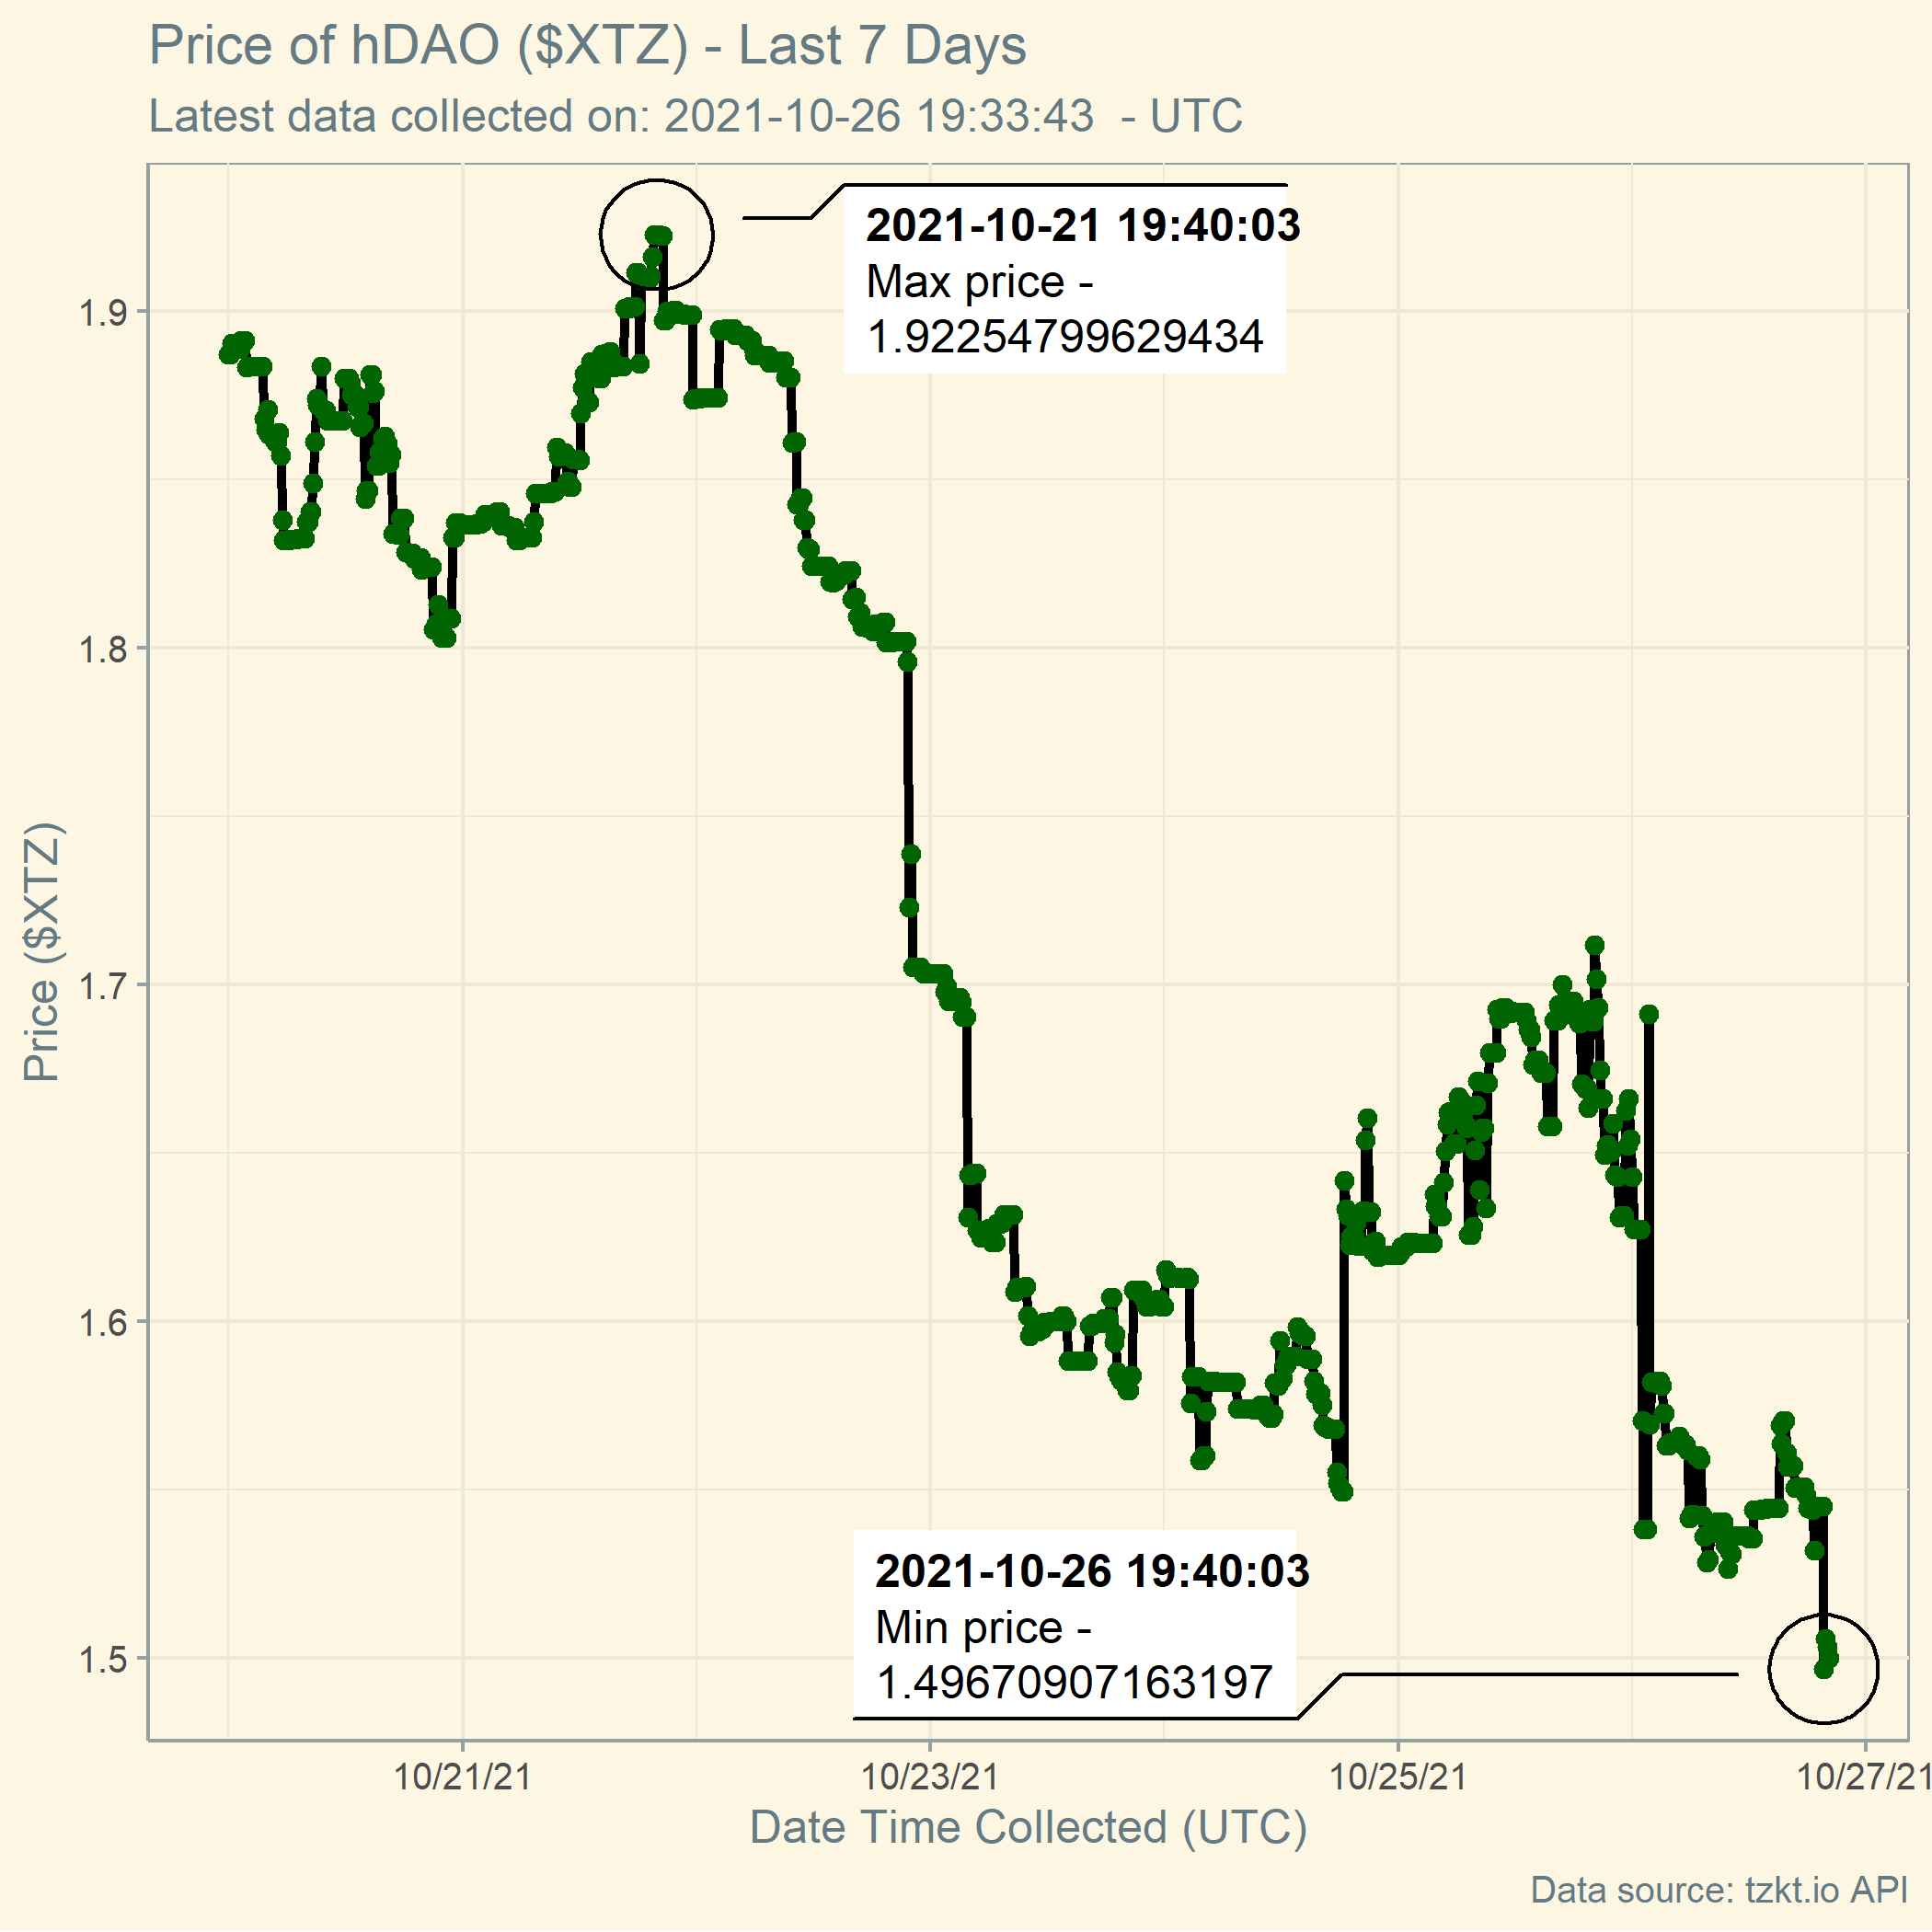 Price of hDAO ($XTZ) - Last 7 Days
Latest data collected on: 2021-10-26 19:33:43  - UTC
2021-10-21 19:40:03
Max price -
1.92254799629434
1.9
1.8
Price ($XTZ)
1.7
1.6
2021-10-26 19:40:03
Min price -
1.49670907163197
1.5
10/21/21
10/23/21
10/25/21
10/27/21
Date Time Collected (UTC)
Data source: tzkt.io API